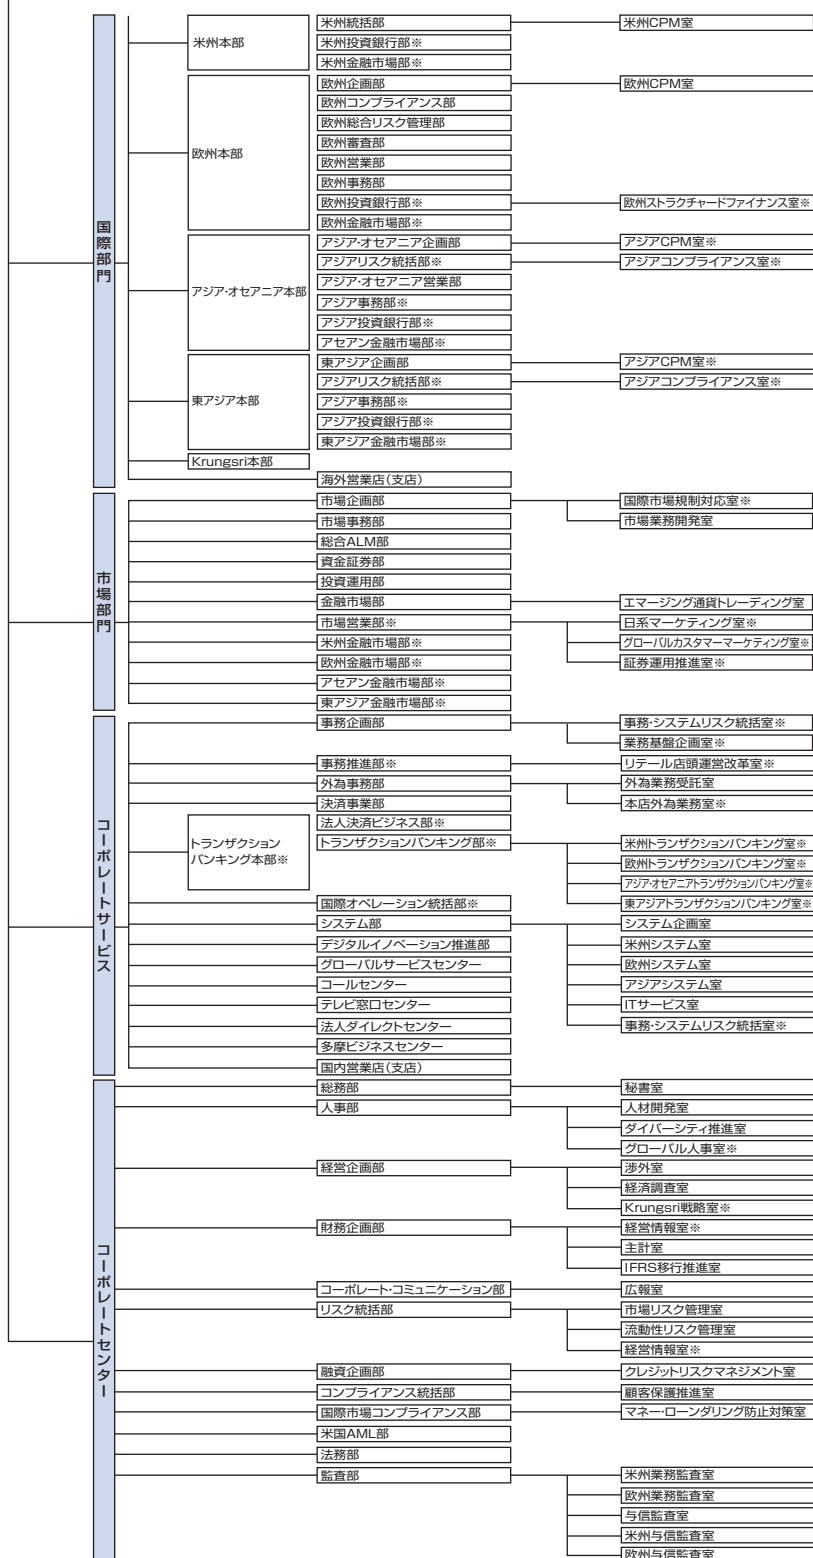 国際部門
米州本部
米州統括部
米州CPM室
米州投資銀行部※
米州金融市場部※
欧州本部
欧州企画部
欧州CPM室
欧州コンプライアンス部
欧州総合リスク管理部
欧州審査部
欧州営業部
欧州事務部
欧州投資銀行部※
欧州ストラクチャードファイナンス室※
欧州金融市場部※
アジア・オセアニア本部
アジア・オセアニア企画部
アジアCPM室※
アジアリスク統括部※
アジアコンプライアンス室※
アジア・オセアニア営業部
アジア事務部※
アジア投資銀行部※
アセアン金融市場部※
東アジア本部
東アジア企画部
アジアCPM室※
アジアリスク統括部※
アジアコンプライアンス室※
アジア事務部※
アジア投資銀行部※
東アジア金融市場部※
Krungsri本部
海外営業店(支店)
市場部門
市場企画部
国際市場規制対応室※
市場業務開発室
市場事務部
総合ALM部
資金証券部
投資運用部
金融市場部
エマージング通貨トレーディング室
市場営業部※
日系マーケティング室※
グローバルカスタマーマーケティング室※
証券運用推進室※
米州金融市場部※
欧州金融市場部※
アセアン金融市場部※
東アジア金融市場部※
コーポレートサービス
事務企画部
事務・システムリスク統括室※
業務基盤企画室※
事務推進部※
リテール店頭運営改革室※
外為事務部
外為業務受託室
本店外為業務室※
決済事業部
トランザクション
バンキング本部※
法人決済ビジネス部※
トランザクションバンキング部※
米州トランザクションバンキング室※
欧州トランザクションバンキング室※
アジア・オセアニアトランザクションバンキング室※
東アジアトランザクションバンキング室※
国際オペレーション統括部※
システム部
システム企画室
米州システム室
欧州システム室
アジアシステム室
ITサービス室
事務・システムリスク統括室※
デジタルイノベーション推進部
グローバルサービスセンター
コールセンター
テレビ窓口センター
法人ダイレクトセンター
多摩ビジネスセンター
国内営業店(支店)
コーポレートセンター
総務部
秘書室
人事部
人材開発室
ダイバーシティ推進室
グローバル人事室※
経営企画部
渉外室
経済調査室
Krungsri戦略室※
財務企画部
経営情報室※
主計室
IFRS移行推進室
コーポレート・コミュニケーション部
広報室
リスク統括部
市場リスク管理室
流動性リスク管理室
経営情報室※
融資企画部
クレジットリスクマネジメント室
コンプライアンス統括部
顧客保護推進室
国際市場コンプライアンス部
マネー・ローンダリング防止対策室
米国AML部
法務部
監査部
米州業務監査室
欧州業務監査室
与信監査室
米州与信監査室
欧州与信監査室